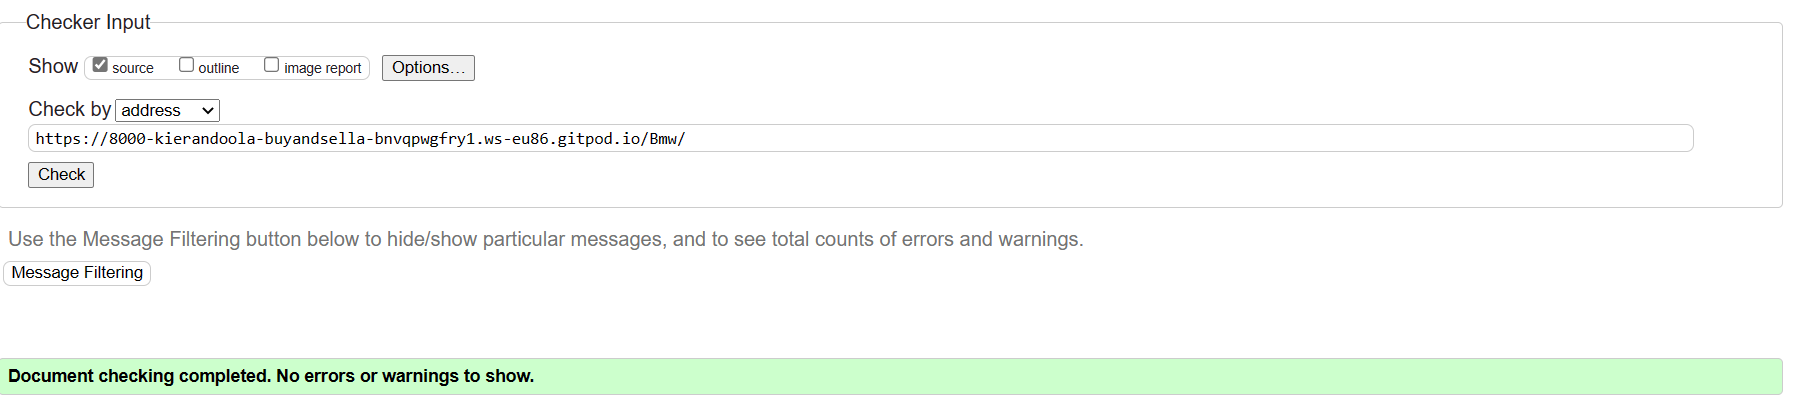 Checker Input
Show source outline image report Options...
Check by address
https://8000-kierandoola-buyandsella-bnvqpwgfry1.ws-eu86.gitpod.io/Bmw/
Check
Use the Message Filtering button below to hide/show particular messages, and to see total counts of errors and warnings.
Message Filtering
Document checking completed. No errors or warnings to show.